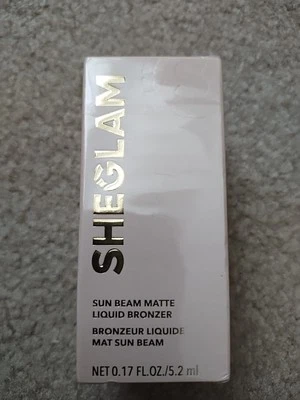 SHEGLAM
SUN BEAM MATTE
LIQUID BRONZER
BRONZEUR LIQUIDE
MAT SUN BEAM
NET 0.17 FL.OZ./5.2 ml